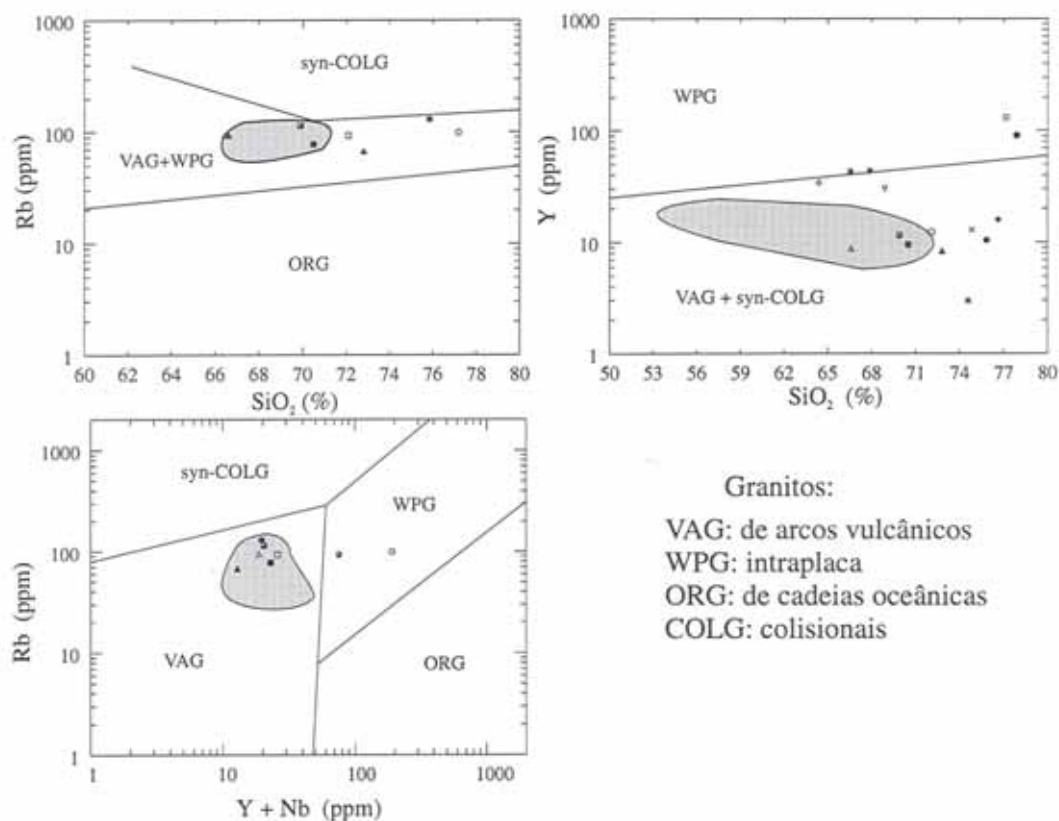 1000
100
10
1
Rb (ppm)
syn-COLG
VAG+WPG
ORG
60 62 64 66 68 70 72 74 76 78 80
SiO₂ (%)
1000
100
10
1
Y (ppm)
WPG
VAG + syn-COLG
50 53 56 59 62 65 68 71 74 77 80
SiO₂ (%)
1000
100
10
1
Rb (ppm)
syn-COLG
WPG
VAG
ORG
1 10 100 1000
Y + Nb (ppm)
Granitos:
VAG: de arcos vulcânicos
WPG: intraplaca
ORG: de cadeias oceânicas
COLG: colisionais